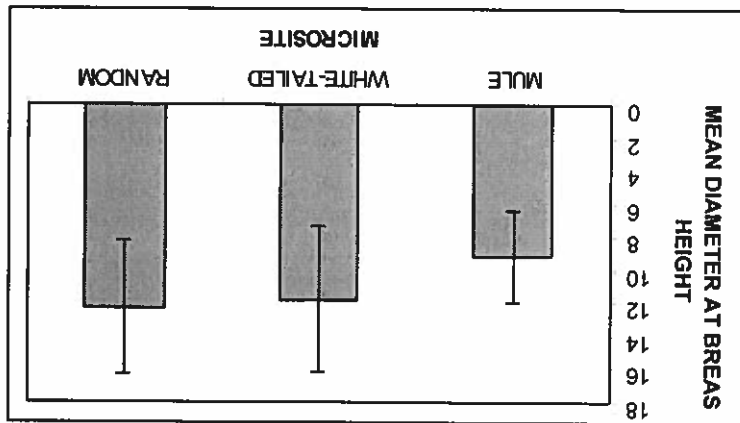 MEAN DIAMETER AT BREAS
HEIGHT
18
16
14
12
10
8
6
4
2
0
MULE WHITE-TAILED RANDOM
MICROSITE